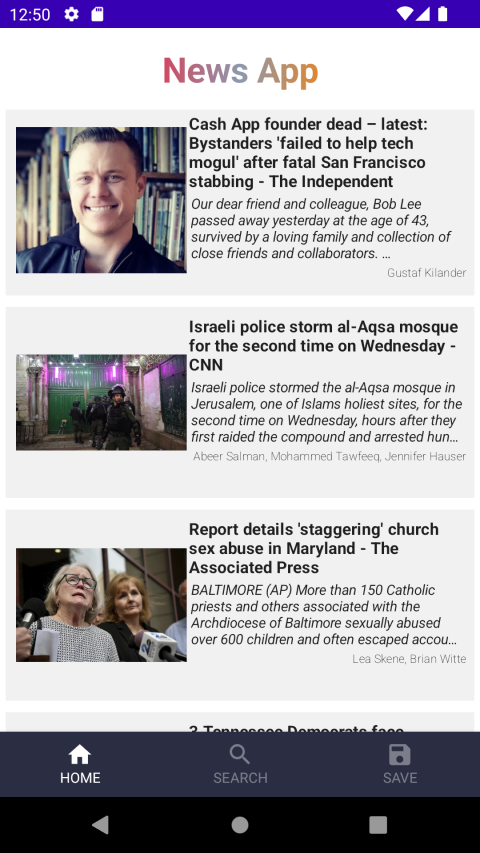 12:50
News App
Cash App founder dead – latest:
Bystanders 'failed to help tech
mogul' after fatal San Francisco
stabbing - The Independent
Our dear friend and colleague, Bob Lee
passed away yesterday at the age of 43,
survived by a loving family and collection of
close friends and collaborators. …
Gustaf Kilander
Israeli police storm al-Aqsa mosque
for the second time on Wednesday -
CNN
Israeli police stormed the al-Aqsa mosque in
Jerusalem, one of Islams holiest sites, for the
second time on Wednesday, hours after they
first raided the compound and arrested hun…
Abeer Salman, Mohammed Tawfeeq, Jennifer Hauser
Report details 'staggering' church
sex abuse in Maryland - The
Associated Press
BALTIMORE (AP) More than 150 Catholic
priests and others associated with the
Archdiocese of Baltimore sexually abused
over 600 children and often escaped accou…
Lea Skene, Brian Witte
3 Tennessee Democrats face
HOME
SEARCH
SAVE